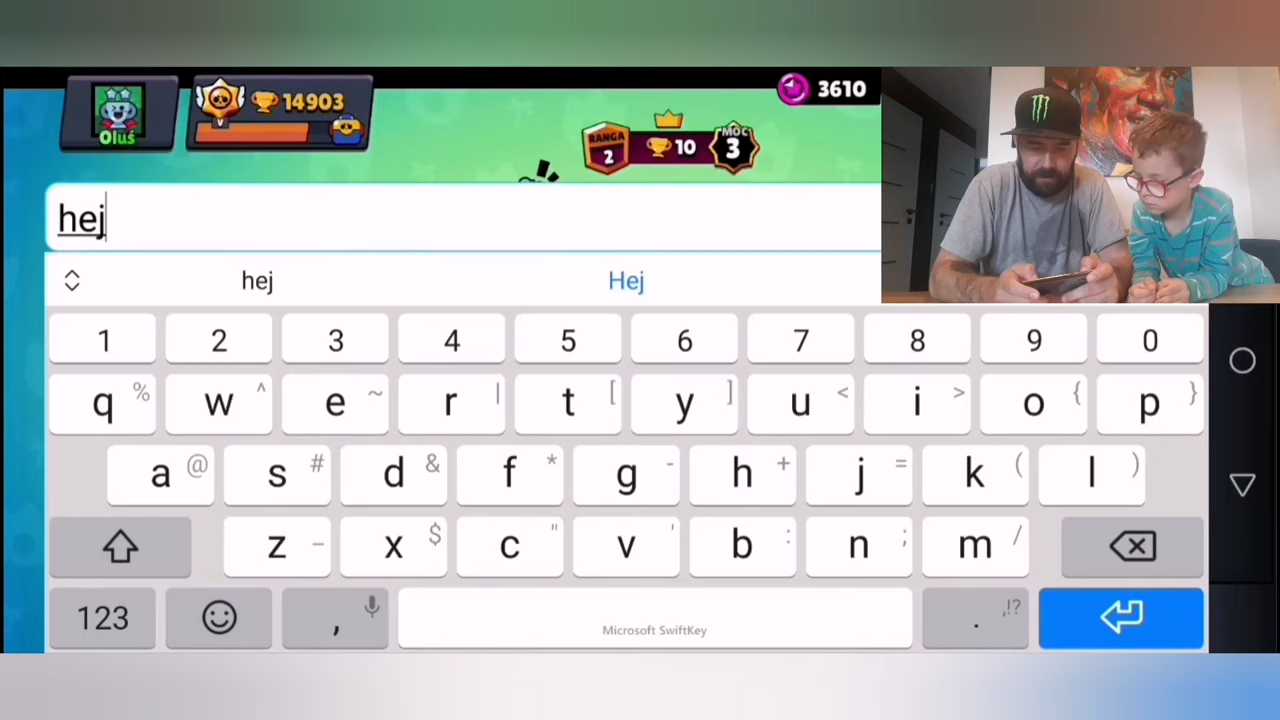 Oluś
V
14903
RANGA
2
10
MOC
3
3610
hej
hej Hej
1 2 3 4 5 6 7 8 9 0
q % w ^ e ~ r | t [ y ] u < i > o { p }
a @ s # d & f * g - h + j = k ( l )
z _ x $ c " v ' b : n ; m /
123 , Microsoft SwiftKey . ,!?